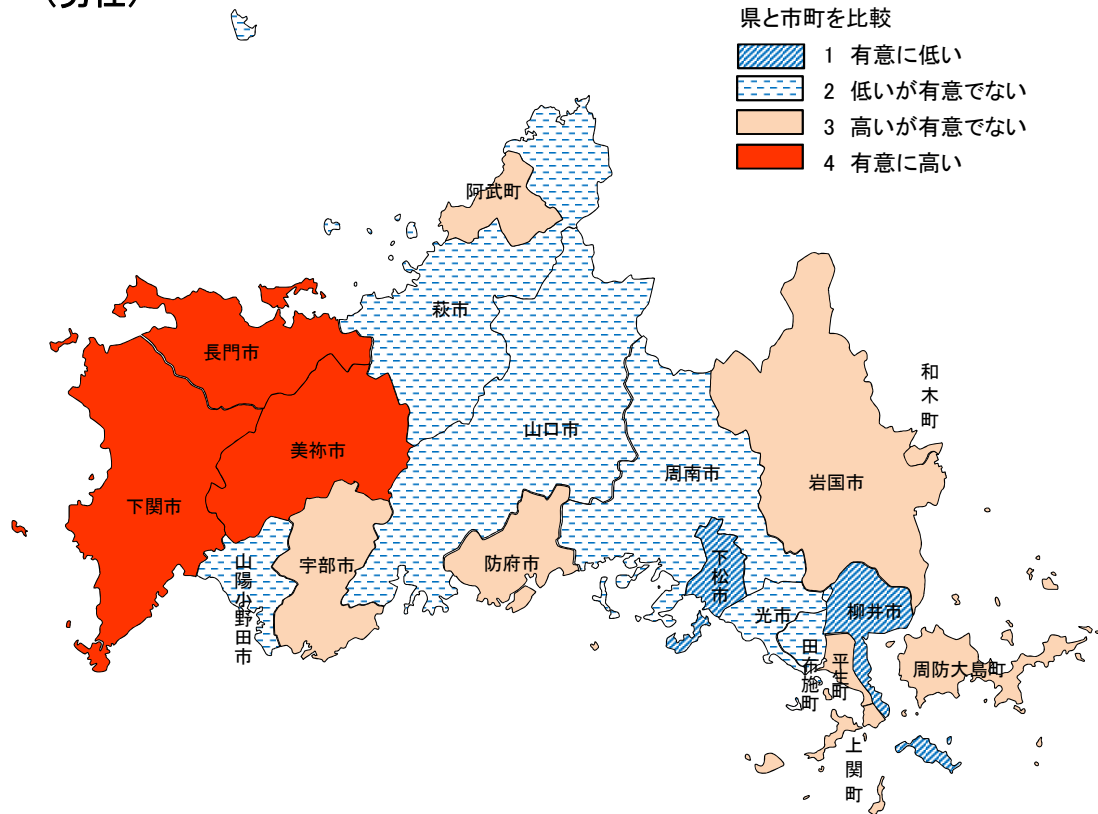 (男性)
県と市町を比較
1 有意に低い
2 低いが有意でない
3 高いが有意でない
4 有意に高い
阿武町
萩市
長門市
和木町
山口市
美祢市
周南市
岩国市
下関市
山陽小野田市
宇部市
防府市
下松市
光市
柳井市
田布施町
平生町
周防大島町
上関町